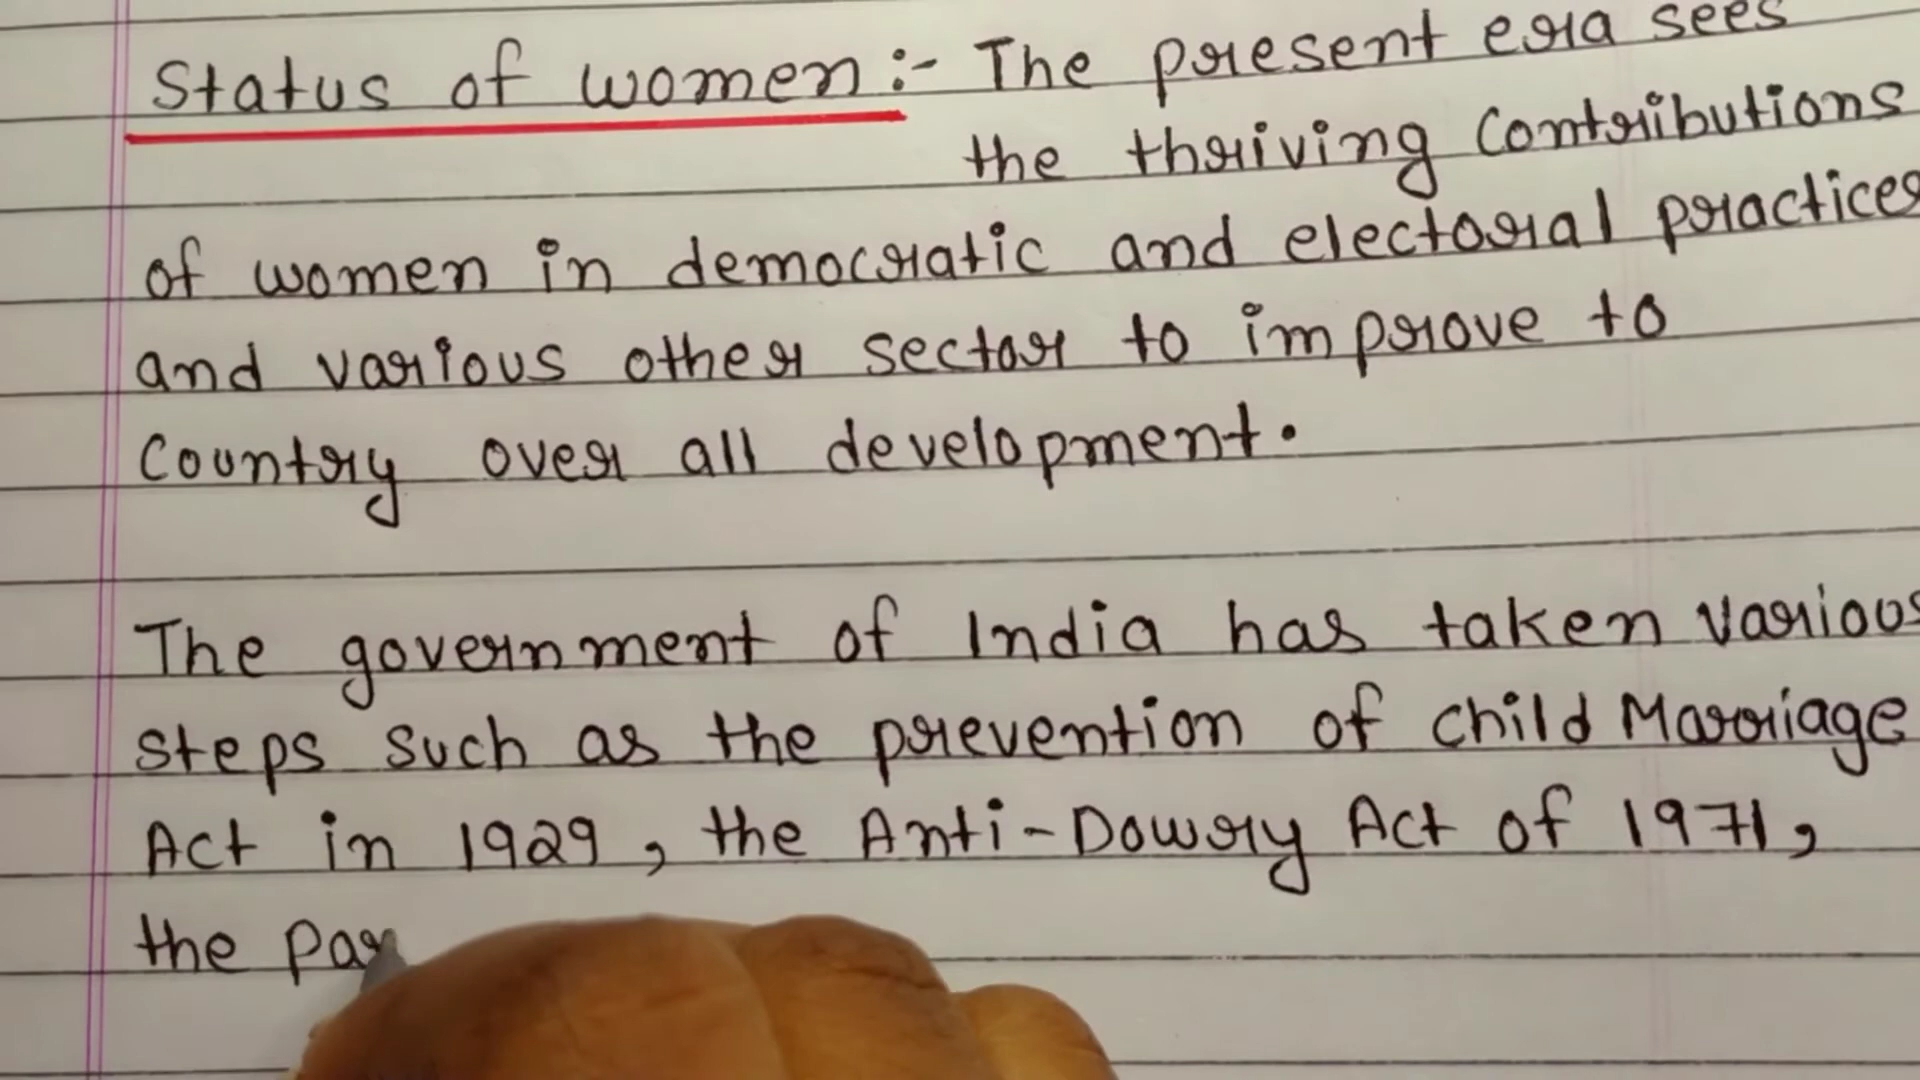 Status of women :- The present era sees
the thriving Contributions
of women in democratic and electoral practices
and various other sector to improve to
Country over all development.
The government of India has taken various
steps such as the prevention of child Marriage
Act in 1929, the Anti-Dowry Act of 1971,
the